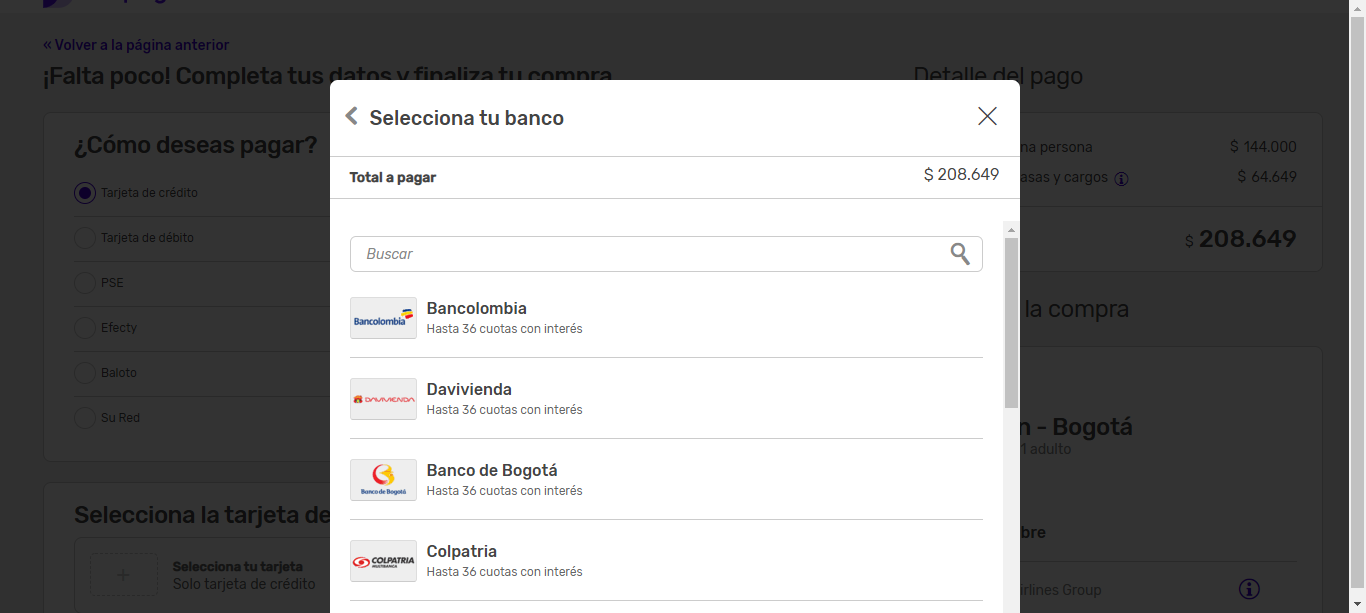 « Volver a la página anterior
¡Falta poco! Completa tus datos y finaliza tu compra
Detalle del pago
¿Cómo deseas pagar?
Tarjeta de crédito
Tarjeta de débito
PSE
Efecty
Baloto
Su Red
Selecciona la tarjeta de
Selecciona tu tarjeta
Solo tarjeta de crédito
Selecciona tu banco
Total a pagar
$ 208.649
Buscar
Bancolombia
Bancolombia
Hasta 36 cuotas con interés
DAVIVIENDA
Davivienda
Hasta 36 cuotas con interés
Banco de Bogotá
Banco de Bogotá
Hasta 36 cuotas con interés
COLPATRIA
MULTIBANCA
Colpatria
Hasta 36 cuotas con interés
na persona
$ 144.000
asas y cargos
$ 64.649
$ 208.649
la compra
n - Bogotá
1 adulto
bre
irlines Group